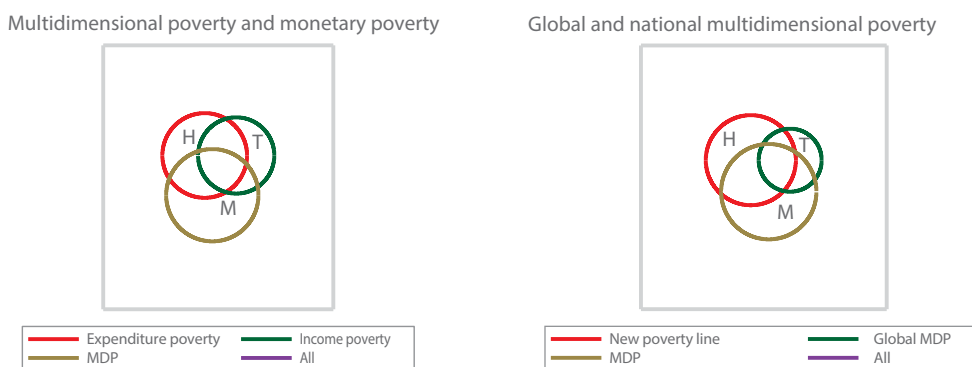 Multidimensional poverty and monetary poverty
H
T
M
Expenditure poverty
Income poverty
MDP
All
Global and national multidimensional poverty
H
T
M
New poverty line
Global MDP
MDP
All